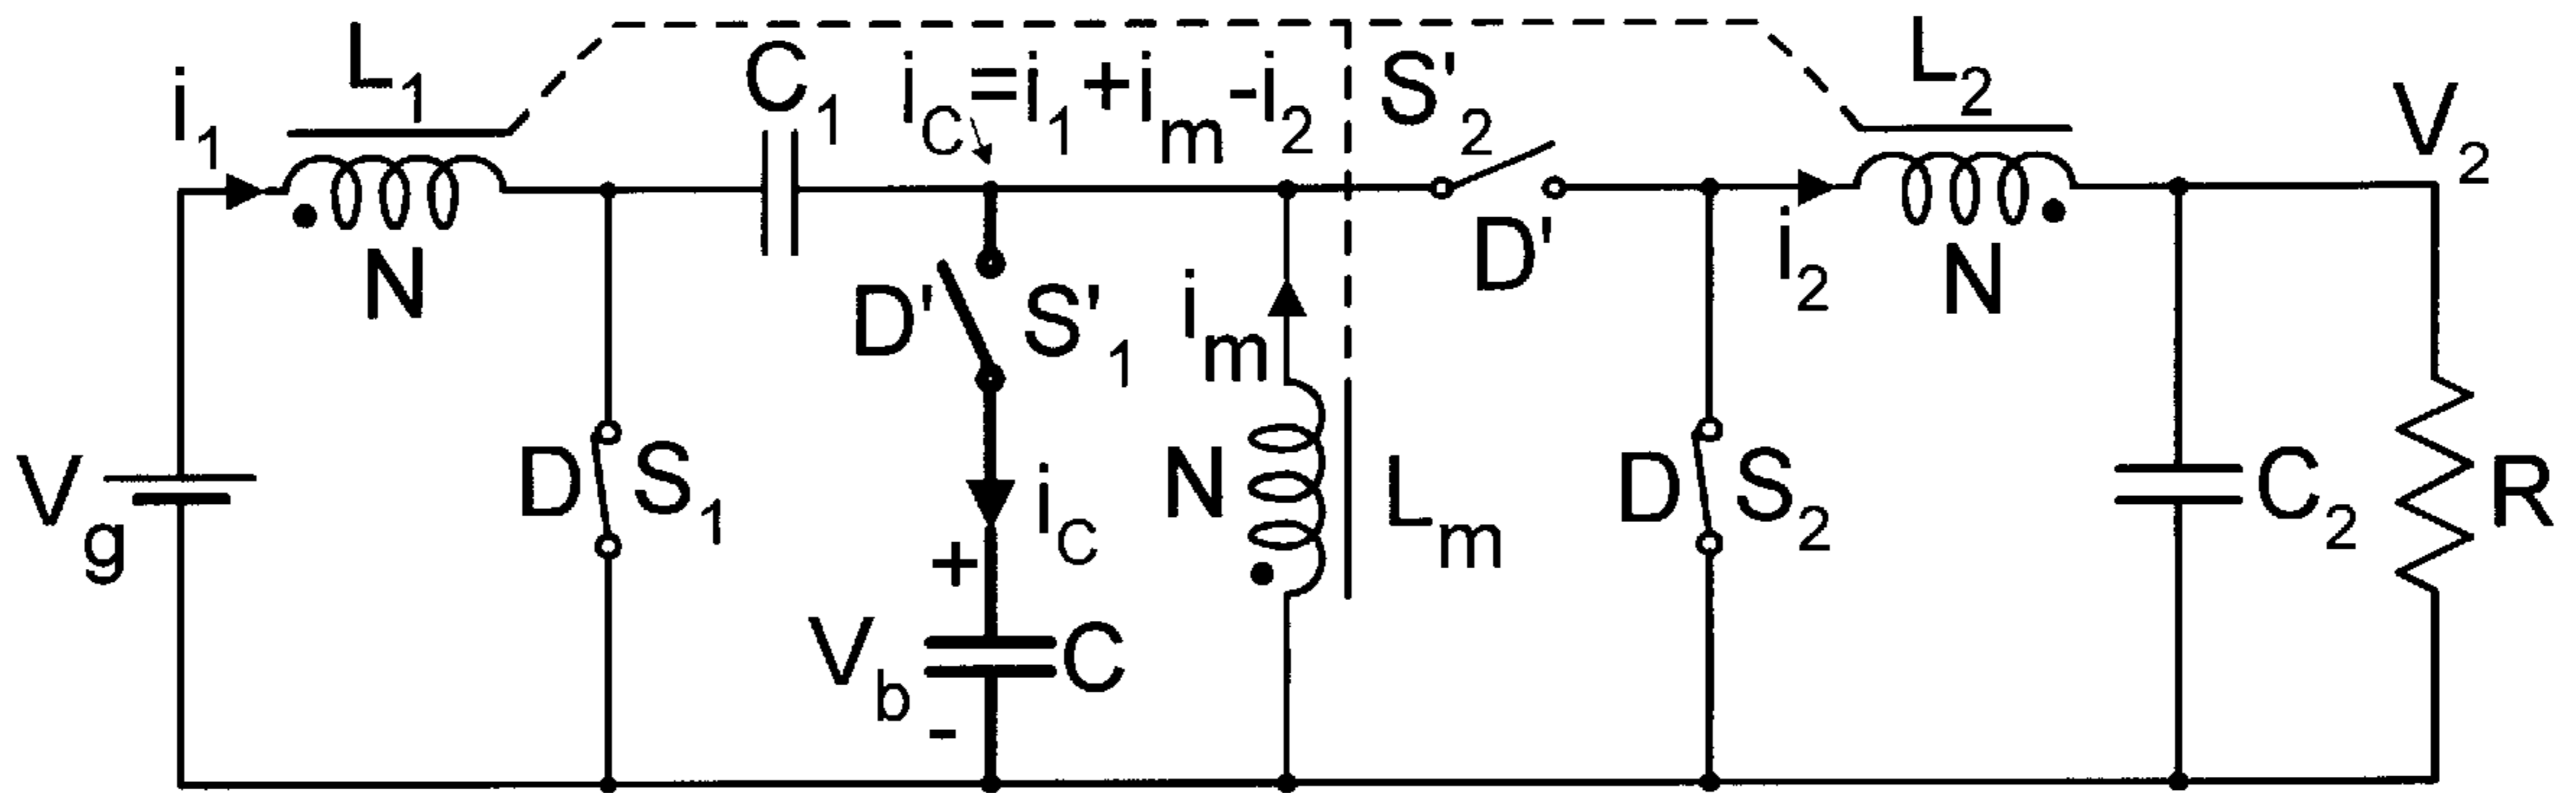 i1
L1
N
C1
iC=i1+im-i2
S'2
D'
L2
i2
N
V2
Vg
D
S1
D'
S'1
iC
+
Vb
-
C
im
N
Lm
D
S2
C2
R